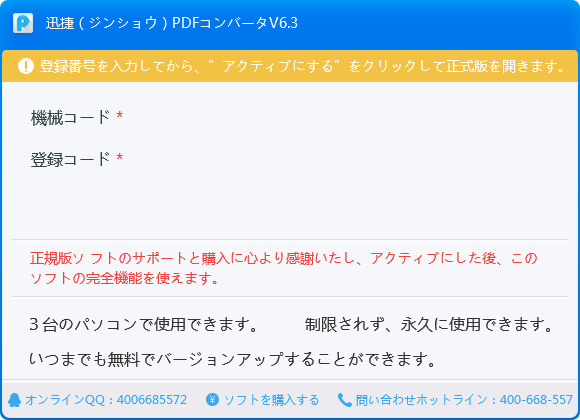 迅捷（ジンショウ）PDFコンバータV6.3
登録番号を入力してから、”アクティブにする”をクリックして正式版を開きます。
機械コード *
登録コード *
正規版ソ フトのサポートと購入に心より感謝いたし、アクティブにした後、この
ソフトの完全機能を使えます。
３台のパソコンで使用できます。　　制限されず、永久に使用できます。
いつまでも無料でバージョンアップすることができます。
オンラインQQ：4006685572　ソフトを購入する　問い合わせホットライン：400-668-557